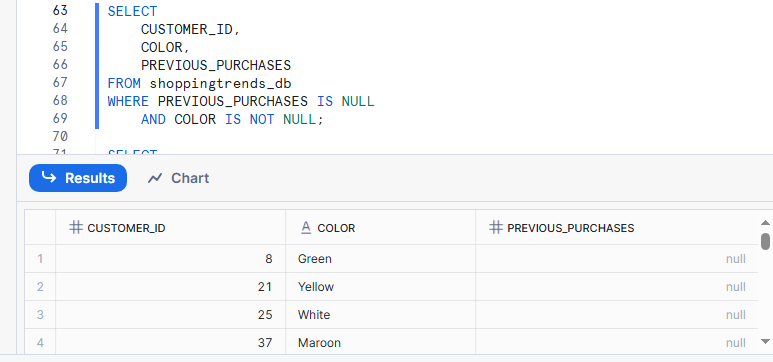 63 SELECT
64 CUSTOMER_ID,
65 COLOR,
66 PREVIOUS_PURCHASES
67 FROM shoppingtrends_db
68 WHERE PREVIOUS_PURCHASES IS NULL
69 AND COLOR IS NOT NULL;
70
71 SELECT
Results Chart
CUSTOMER_ID A COLOR PREVIOUS_PURCHASES
1 8 Green null
2 21 Yellow null
3 25 White null
4 37 Maroon null